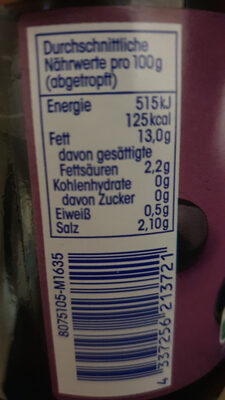 Durchschnittliche
Nährwerte pro 100g
(abgetropft)
Energie 515kJ
125kcal
Fett 13,0g
davon gesättigte
Fettsäuren 2,2g
Kohlenhydrate 0g
davon Zucker 0g
Eiweiß 0,5g
Salz 2,10g
8075105-M1635
4 337256 213721